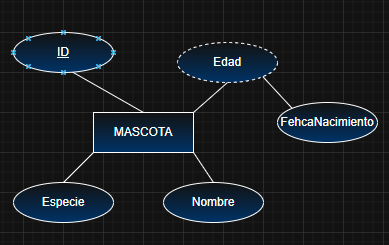 ID
Edad
FehcaNacimiento
MASCOTA
Especie
Nombre